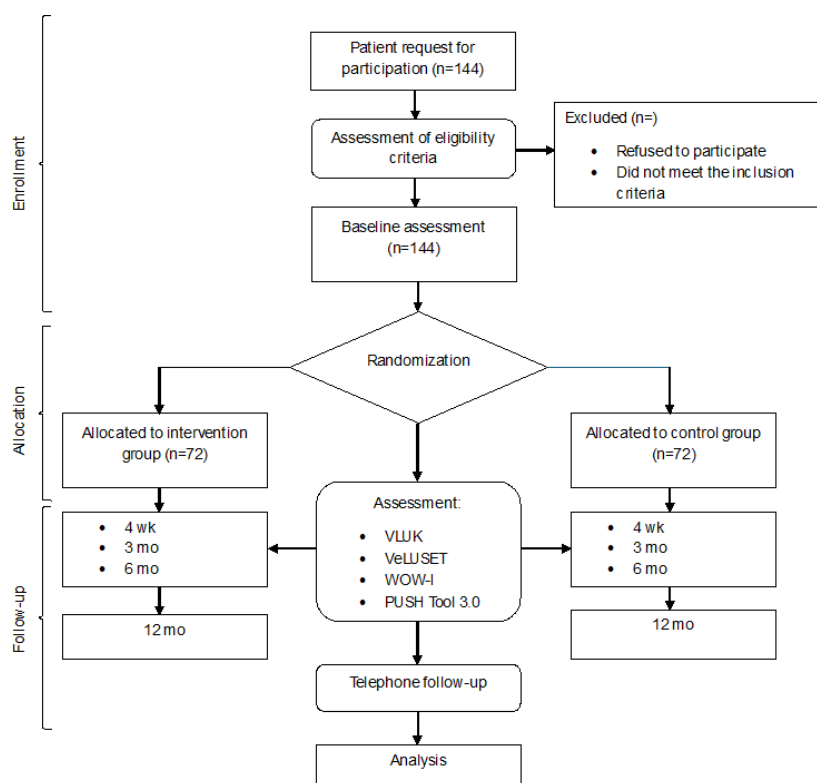 Patient request for
participation (n=144)
Enrollment
Assessment of eligibility
criteria
Excluded (n=)
• Refused to participate
• Did not meet the inclusion
criteria
Baseline assessment
(n=144)
Randomization
Allocation
Allocated to intervention
group (n=72)
Allocated to control group
(n=72)
Assessment:
• VLUK
• VeLUSET
• WOW-I
• PUSH Tool 3.0
Follow-up
• 4 wk
• 3 mo
• 6 mo
• 4 wk
• 3 mo
• 6 mo
12 mo
12 mo
Telephone follow-up
Analysis